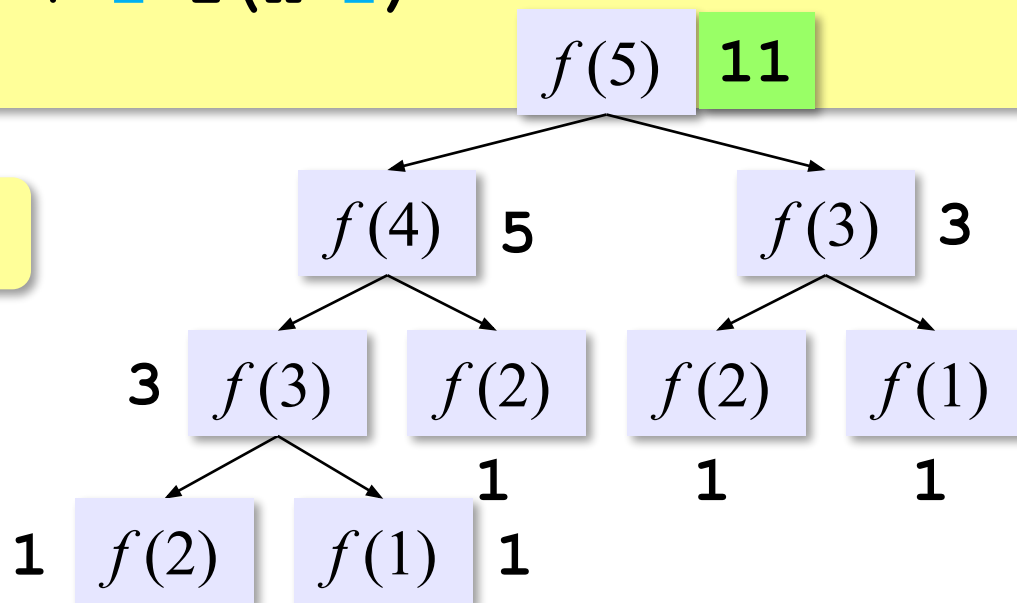 f(5) 11
f(4) 5 f(3) 3
3 f(3) f(2) f(2) f(1)
1 1 1
1 f(2) f(1) 1